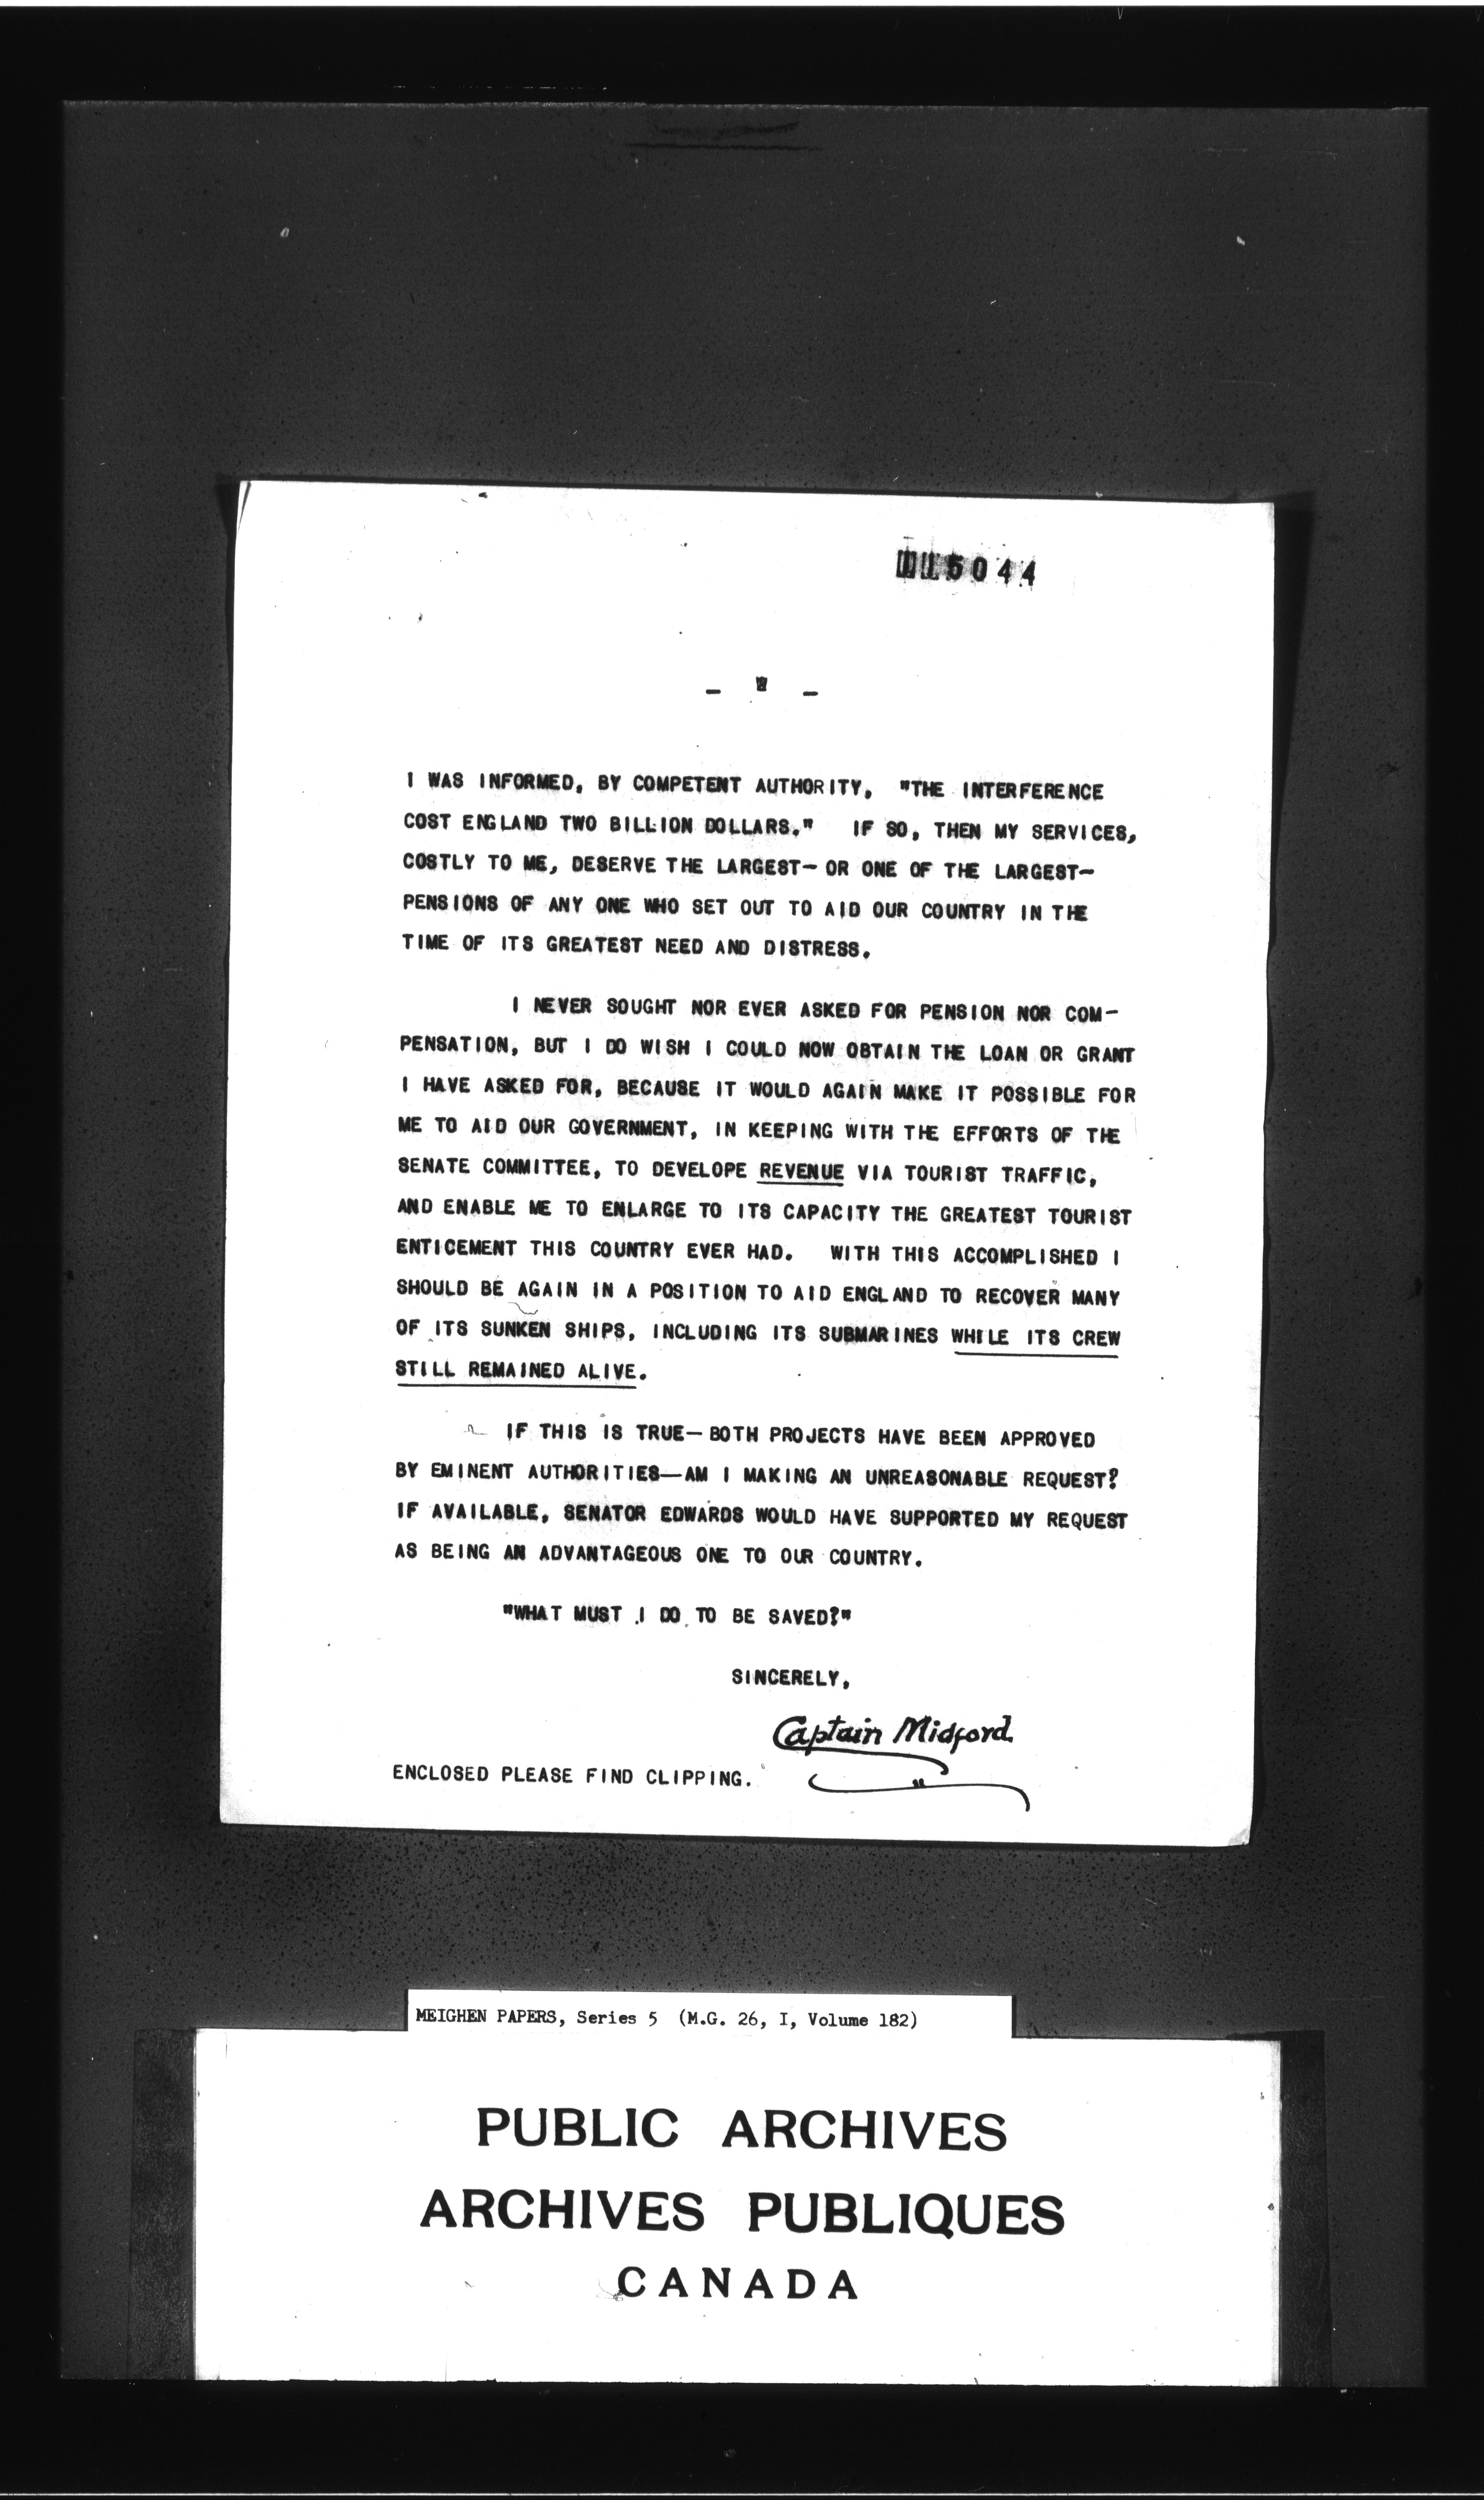 5044
I WAS INFORMED, BY COMPETENT AUTHORITY, "THE INTERFERENCE
COST ENGLAND TWO BILLION DOLLARS." IF SO, THEN MY SERVICES,
COSTLY TO ME, DESERVE THE LARGEST— OR ONE OF THE LARGEST—
PENSIONS OF ANY ONE WHO SET OUT TO AID OUR COUNTRY IN THE
TIME OF ITS GREATEST NEED AND DISTRESS.
I NEVER SOUGHT NOR EVER ASKED FOR PENSION NOR COM-
PENSATION, BUT I DO WISH I COULD NOW OBTAIN THE LOAN OR GRANT
I HAVE ASKED FOR, BECAUSE IT WOULD AGAIN MAKE IT POSSIBLE FOR
ME TO AID OUR GOVERNMENT, IN KEEPING WITH THE EFFORTS OF THE
SENATE COMMITTEE, TO DEVELOPE REVENUE VIA TOURIST TRAFFIC,
AND ENABLE ME TO ENLARGE TO ITS CAPACITY THE GREATEST TOURIST
ENTICEMENT THIS COUNTRY EVER HAD. WITH THIS ACCOMPLISHED I
SHOULD BE AGAIN IN A POSITION TO AID ENGLAND TO RECOVER MANY
OF ITS SUNKEN SHIPS, INCLUDING ITS SUBMARINES WHILE ITS CREW
STILL REMAINED ALIVE.
IF THIS IS TRUE—BOTH PROJECTS HAVE BEEN APPROVED
BY EMINENT AUTHORITIES—AM I MAKING AN UNREASONABLE REQUEST?
IF AVAILABLE, SENATOR EDWARDS WOULD HAVE SUPPORTED MY REQUEST
AS BEING AN ADVANTAGEOUS ONE TO OUR COUNTRY.
"WHAT MUST I DO TO BE SAVED?"
SINCERELY,
Captain Midford
ENCLOSED PLEASE FIND CLIPPING.
MEIGHEN PAPERS, Series 5 (M.G. 26, I, Volume 182)
PUBLIC ARCHIVES
ARCHIVES PUBLIQUES
CANADA